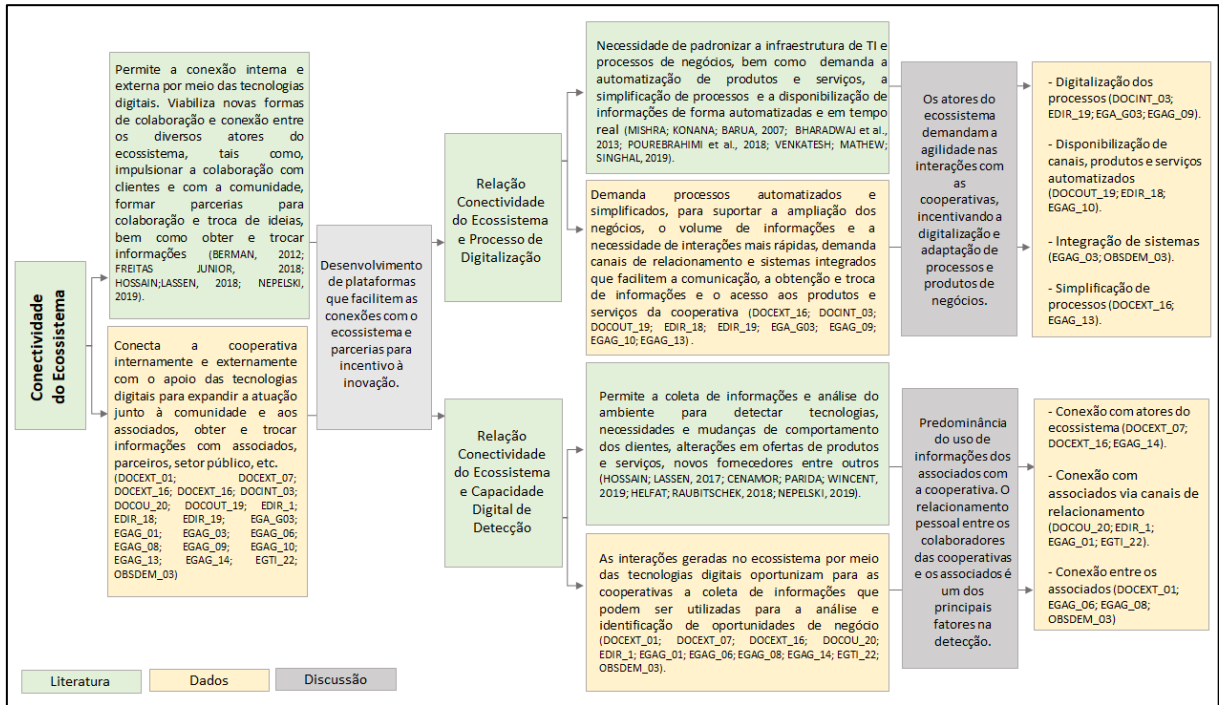 Conectividade
do Ecossistema
Permite a conexão interna e
externa por meio das tecnologias
digitais. Viabiliza novas formas
de colaboração e conexão entre
os diversos atores do
ecossistema, tais como,
impulsionar a colaboração com
clientes e com a comunidade,
formar parcerias para
colaboração e troca de ideias,
bem como obter e trocar
informações (BERMAN, 2012;
FREITAS JUNIOR, 2018;
HOSSAIN;LASSEN, 2018; NEPELSKI,
2019).
Conecta a cooperativa
internamente e externamente
com o apoio das tecnologias
digitais para expandir a atuação
junto à comunidade e aos
associados, obter e trocar
informações com associados,
parceiros, setor público, etc.
(DOCEXT_01; DOCEXT_07;
DOCEXT_16; DOCEXT_16; DOCINT_03;
DOCOU_20; DOCOUT_19; EDIR_1;
EDIR_18; EDIR_19; EGA_G03;
EGAG_01; EGAG_03; EGAG_06;
EGAG_08; EGAG_09; EGAG_10;
EGAG_13; EGAG_14; EGTI_22;
OBSDEM_03)
Desenvolvimento
de plataformas
que facilitem as
conexões com o
ecossistema e
parcerias para
incentivo à
inovação.
Relação
Conectividade
do Ecossistema
e Processo de
Digitalização
Necessidade de padronizar a infraestrutura de TI e
processos de negócios, bem como demanda a
automatização de produtos e serviços, a
simplificação de processos e a disponibilização de
informações de forma automatizadas e em tempo
real (MISHRA; KONANA; BARUA, 2007; BHARADWAJ et al.,
2013; POUREBRAHIMI et al., 2018; VENKATESH; MATHEW;
SINGHAL, 2019).
Demanda processos automatizados e
simplificados, para suportar a ampliação dos
negócios, o volume de informações e a
necessidade de interações mais rápidas, demanda
canais de relacionamento e sistemas integrados
que facilitem a comunicação, a obtenção e troca
de informações e o acesso aos produtos e
serviços da cooperativa (DOCEXT_16; DOCINT_03;
DOCOUT_19; EDIR_18; EDIR_19; EGA_G03; EGAG_09;
EGAG_10; EGAG_13) .
Os atores do
ecossistema
demandam a
agilidade nas
interações com
as
cooperativas,
incentivando a
digitalização e
adaptação de
processos e
produtos de
negócios.
- Digitalização dos
processos (DOCINT_03;
EDIR_19; EGA_G03; EGAG_09).
- Disponibilização de
canais, produtos e serviços
automatizados
(DOCOUT_19; EDIR_18;
EGAG_10).
- Integração de sistemas
(EGAG_03; OBSDEM_03).
- Simplificação de
processos (DOCEXT_16;
EGAG_13).
Relação
Conectividade
do Ecossistema
e Capacidade
Digital de
Detecção
Permite a coleta de informações e análise do
ambiente para detectar tecnologias,
necessidades e mudanças de comportamento
dos clientes, alterações em ofertas de produtos
e serviços, novos fornecedores entre outros
(HOSSAIN; LASSEN, 2017; CENAMOR; PARIDA; WINCENT,
2019; HELFAT; RAUBITSCHEK, 2018; NEPELSKI, 2019).
As interações geradas no ecossistema por meio
das tecnologias digitais oportunizam para as
cooperativas a coleta de informações que
podem ser utilizadas para a análise e
identificação de oportunidades de negócio
(DOCEXT_01; DOCEXT_07; DOCEXT_16; DOCOU_20;
EDIR_1; EGAG_01; EGAG_06; EGAG_08; EGAG_14; EGTI_22;
OBSDEM_03).
Predominância
do uso de
informações dos
associados com
a cooperativa. O
relacionamento
pessoal entre os
colaboradores
das cooperativas
e os associados é
um dos
principais
fatores na
detecção.
- Conexão com atores do
ecossistema (DOCEXT_07;
DOCEXT_16; EGAG_14).
- Conexão com
associados via canais de
relacionamento
(DOCOU_20; EDIR_1;
EGAG_01; EGTI_22).
- Conexão entre os
associados (DOCEXT_01;
EGAG_06; EGAG_08;
OBSDEM_03)
Literatura
Dados
Discussão